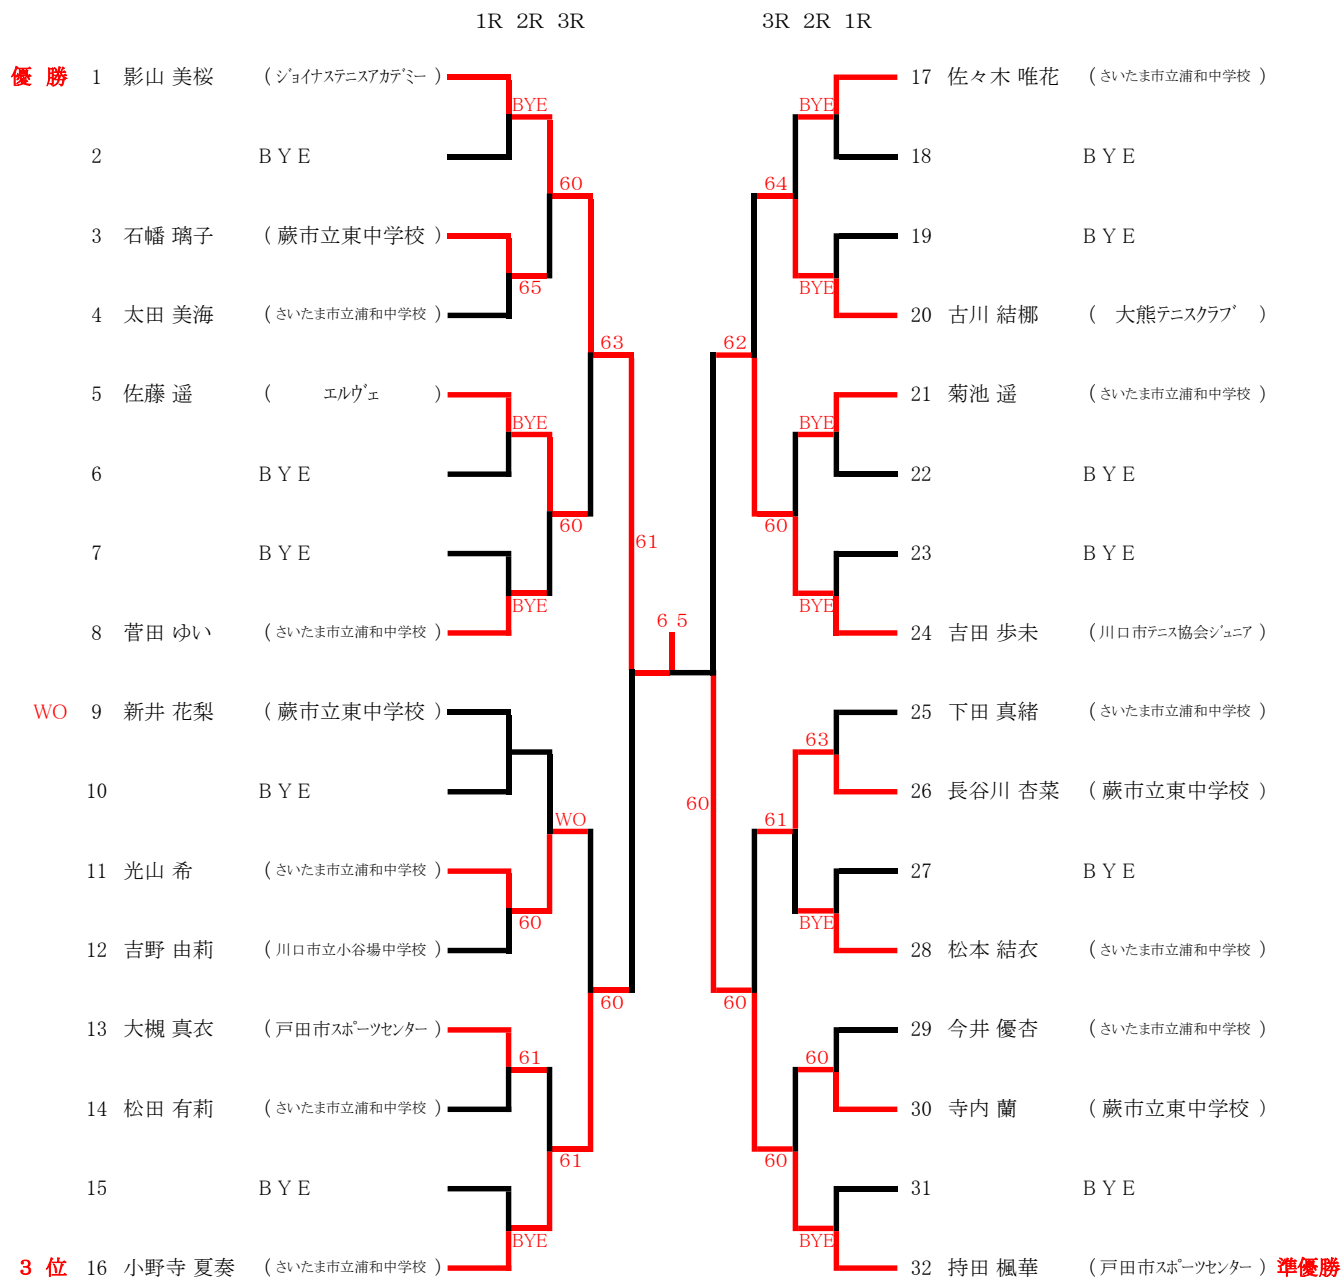 1R 2R 3R 3R 2R 1R
優 勝 1 影山 美桜 ( ジョイナステニスアカデミー ) 17 佐々木 唯花 ( さいたま市立浦和中学校 )
BYE BYE
2 B Y E 18 B Y E
60 64
3 石幡 璃子 ( 蕨市立東中学校 ) 19 B Y E
65 BYE
4 太田 美海 ( さいたま市立浦和中学校 ) 20 古川 結梛 ( 大熊テニスクラブ )
63 62
5 佐藤 遥 ( エルヴェ ) 21 菊池 遥 ( さいたま市立浦和中学校 )
BYE BYE
6 B Y E 22 B Y E
60 60
61
7 B Y E 23 B Y E
BYE BYE
6 5
8 菅田 ゆい ( さいたま市立浦和中学校 ) 24 吉田 歩未 ( 川口市テニス協会ジュニア )
WO 9 新井 花梨 ( 蕨市立東中学校 ) 25 下田 真緒 ( さいたま市立浦和中学校 )
63
10 B Y E 26 長谷川 杏菜 ( 蕨市立東中学校 )
60
WO 61
11 光山 希 ( さいたま市立浦和中学校 ) 27 B Y E
60 BYE
12 吉野 由莉 ( 川口市立小谷場中学校 ) 28 松本 結衣 ( さいたま市立浦和中学校 )
60 60
13 大槻 真衣 ( 戸田市スポーツセンター ) 29 今井 優杏 ( さいたま市立浦和中学校 )
61 60
14 松田 有莉 ( さいたま市立浦和中学校 ) 30 寺内 蘭 ( 蕨市立東中学校 )
61 60
15 B Y E 31 B Y E
BYE BYE
3 位 16 小野寺 夏奏 ( さいたま市立浦和中学校 ) 32 持田 楓華 ( 戸田市スポーツセンター ) 準優勝